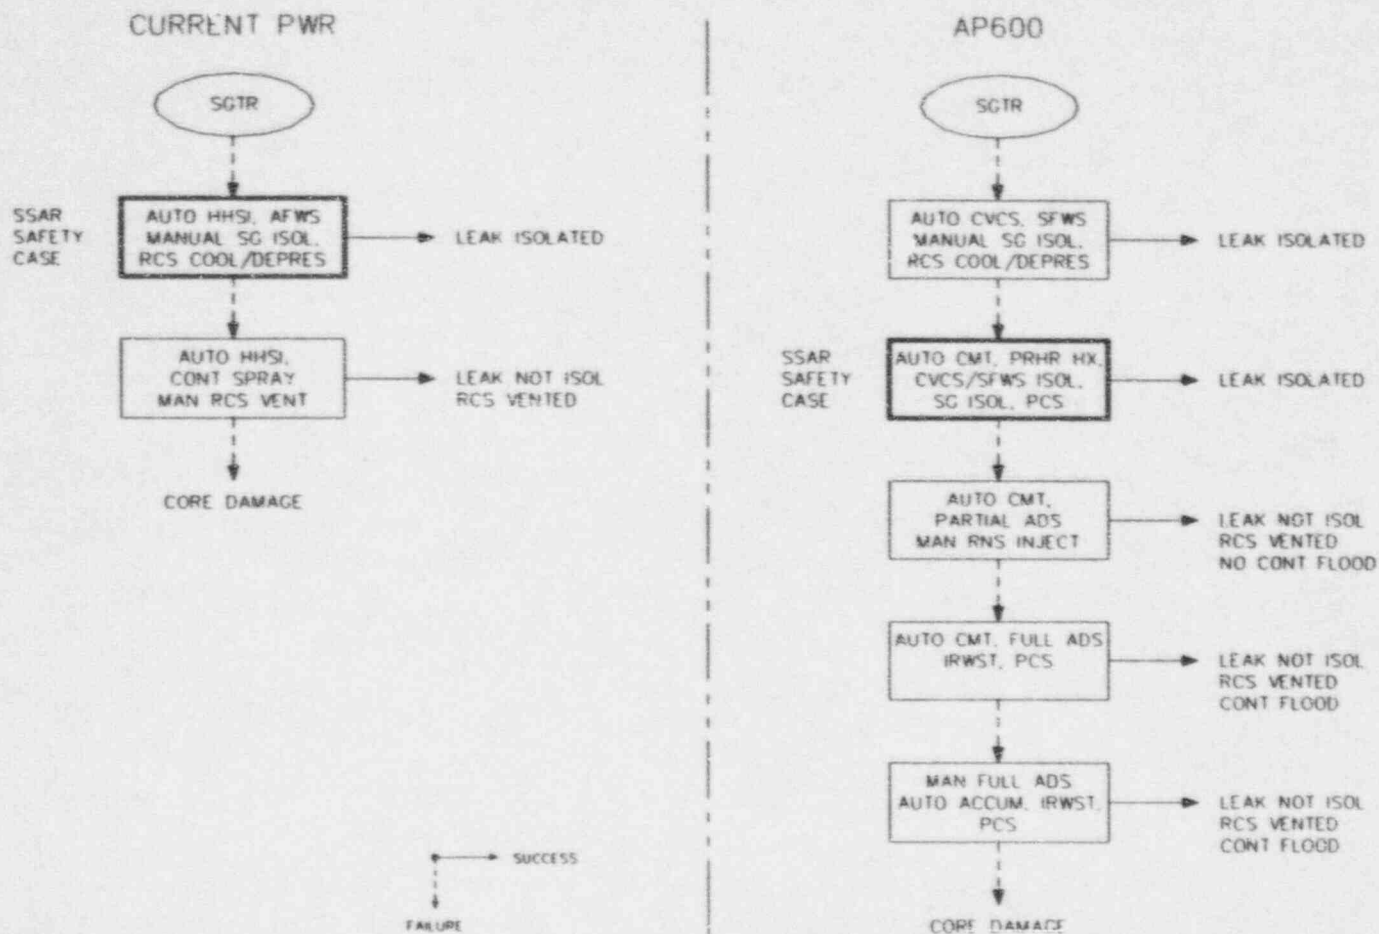 CURRENT PWR
SGTR
SSAR
SAFETY
CASE
AUTO HHSI, AFWS
MANUAL SG ISOL,
RCS COOL/DEPRES
LEAK ISOLATED
AUTO HHSI,
CONT SPRAY
MAN RCS VENT
LEAK NOT ISOL
RCS VENTED
CORE DAMAGE
SUCCESS
FAILURE
AP600
SGTR
AUTO CVCS, SFWS
MANUAL SG ISOL,
RCS COOL/DEPRES
LEAK ISOLATED
SSAR
SAFETY
CASE
AUTO CMT, PRHR HX,
CVCS/SFWS ISOL,
SG ISOL, PCS
LEAK ISOLATED
AUTO CMT,
PARTIAL ADS
MAN RNS INJECT
LEAK NOT ISOL
RCS VENTED
NO CONT FLOOD
AUTO CMT, FULL ADS
IRWST, PCS
LEAK NOT ISOL
RCS VENTED
CONT FLOOD
MAN FULL ADS
AUTO ACCUM, IRWST,
PCS
LEAK NOT ISOL
RCS VENTED
CONT FLOOD
CORE DAMAGE